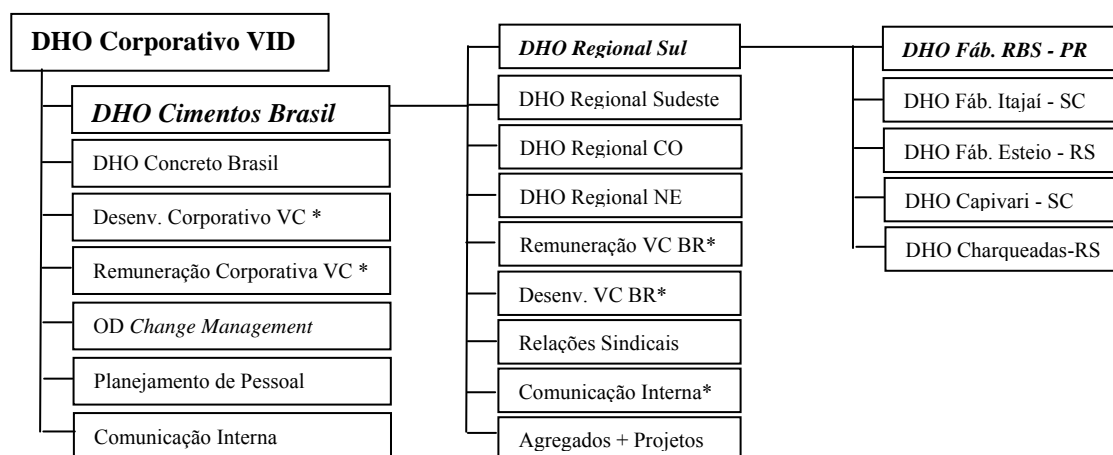 DHO Corporativo VID
DHO Cimentos Brasil
DHO Concreto Brasil
Desenv. Corporativo VC *
Remuneração Corporativa VC *
OD Change Management
Planejamento de Pessoal
Comunicação Interna
DHO Regional Sul
DHO Regional Sudeste
DHO Regional CO
DHO Regional NE
Remuneração VC BR*
Desenv. VC BR*
Relações Sindicais
Comunicação Interna*
Agregados + Projetos
DHO Fáb. RBS - PR
DHO Fáb. Itajaí - SC
DHO Fáb. Esteio - RS
DHO Capivari - SC
DHO Charqueadas-RS